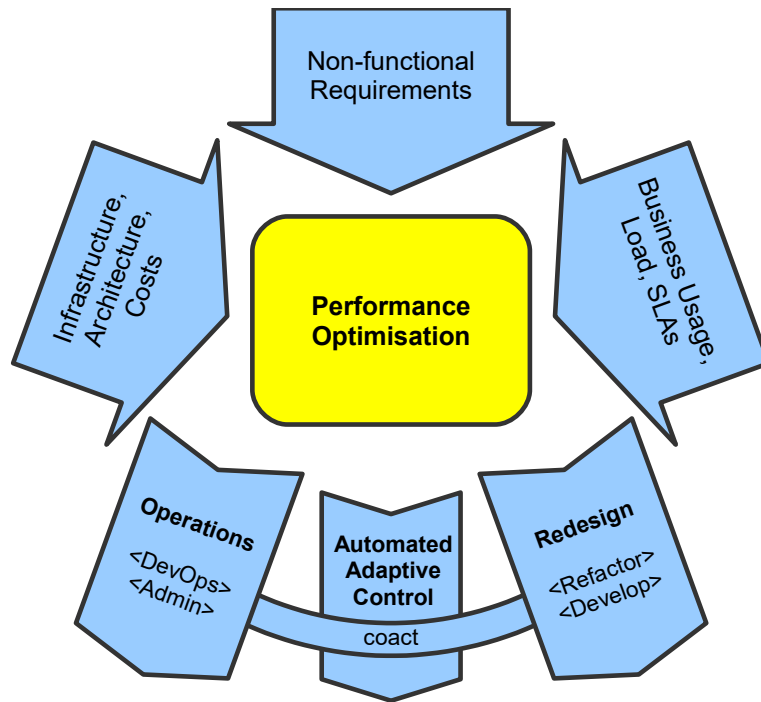 Non-functional
Requirements
Infrastructure,
Architecture,
Costs
Business Usage,
Load, SLAs
Performance
Optimisation
Operations
<DevOps>
<Admin>
Automated
Adaptive
Control
Redesign
<Refactor>
<Develop>
coact